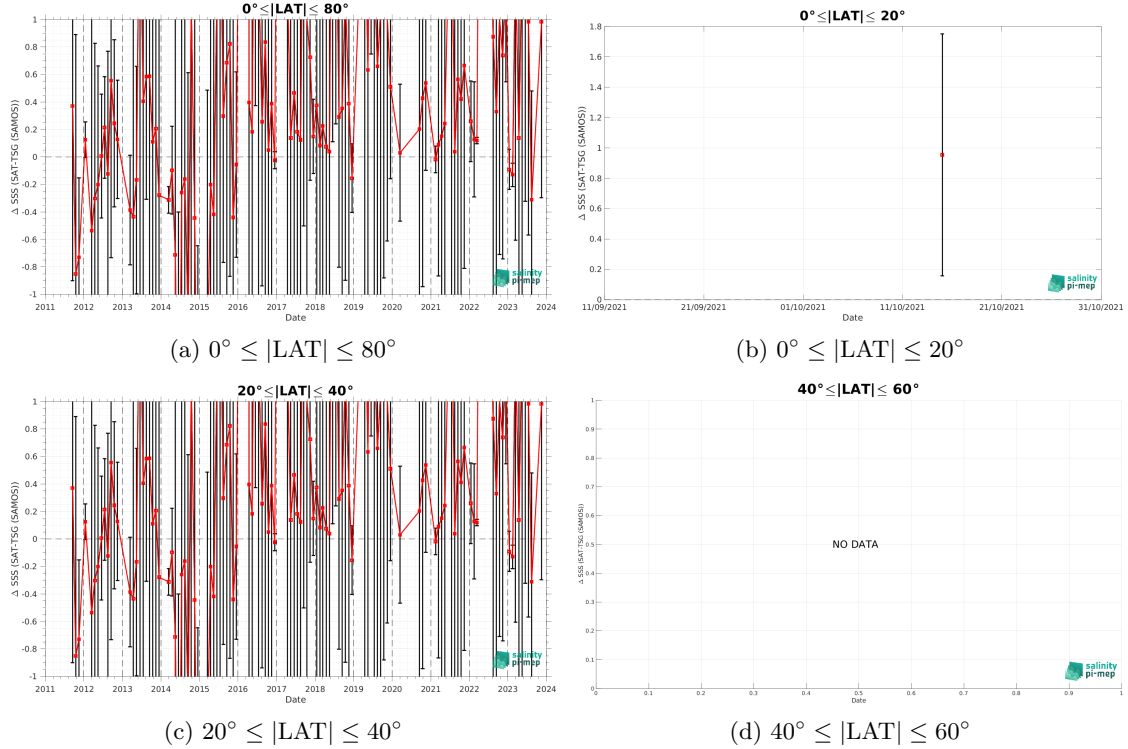 0°≤|LAT|≤ 80°
Δ SSS (SAT-TSG (SAMOS))
1
0.8
0.6
0.4
0.2
0
-0.2
-0.4
-0.6
-0.8
-1
2011 2012 2013 2014 2015 2016 2017 2018 2019 2020 2021 2022 2023 2024
Date
salinity
pi-mep
(a) 0° ≤ |LAT| ≤ 80°
0°≤|LAT|≤ 20°
Δ SSS (SAT-TSG (SAMOS))
1.8
1.6
1.4
1.2
1
0.8
0.6
0.4
0.2
0
11/09/2021 21/09/2021 01/10/2021 11/10/2021 21/10/2021 31/10/2021
Date
salinity
pi-mep
(b) 0° ≤ |LAT| ≤ 20°
20°≤|LAT|≤ 40°
Δ SSS (SAT-TSG (SAMOS))
1
0.8
0.6
0.4
0.2
0
-0.2
-0.4
-0.6
-0.8
-1
2011 2012 2013 2014 2015 2016 2017 2018 2019 2020 2021 2022 2023 2024
Date
salinity
pi-mep
(c) 20° ≤ |LAT| ≤ 40°
40°≤|LAT|≤ 60°
Δ SSS (SAT-TSG (SAMOS))
1
0.9
0.8
0.7
0.6
0.5
0.4
0.3
0.2
0.1
0
NO DATA
0 0.1 0.2 0.3 0.4 0.5 0.6 0.7 0.8 0.9 1
Date
salinity
pi-mep
(d) 40° ≤ |LAT| ≤ 60°